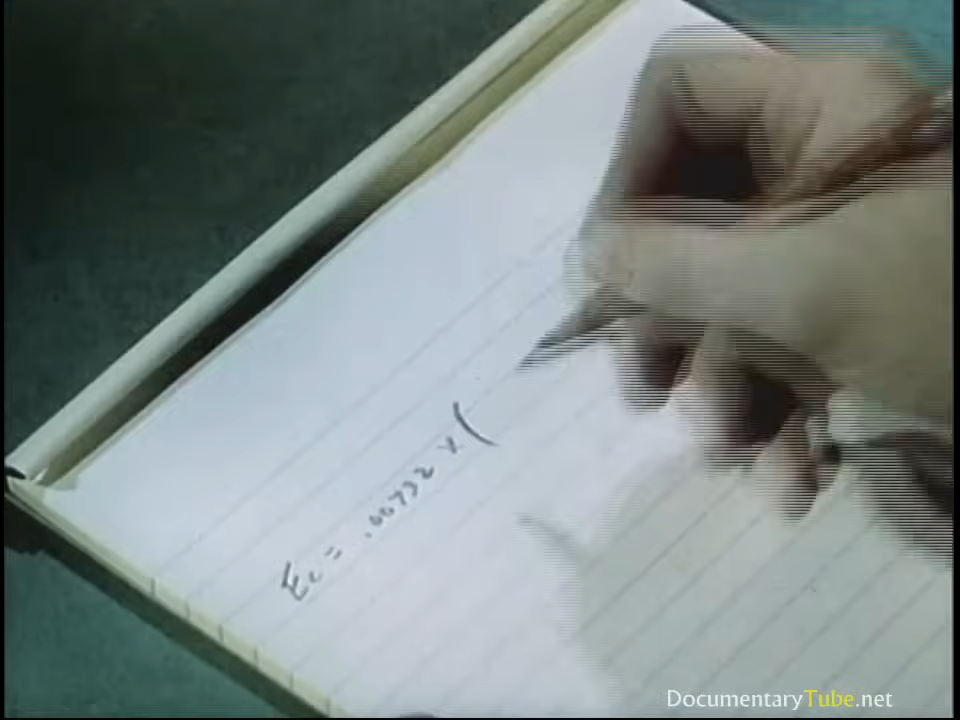 Ec = .00732 x (
DocumentaryTube.net